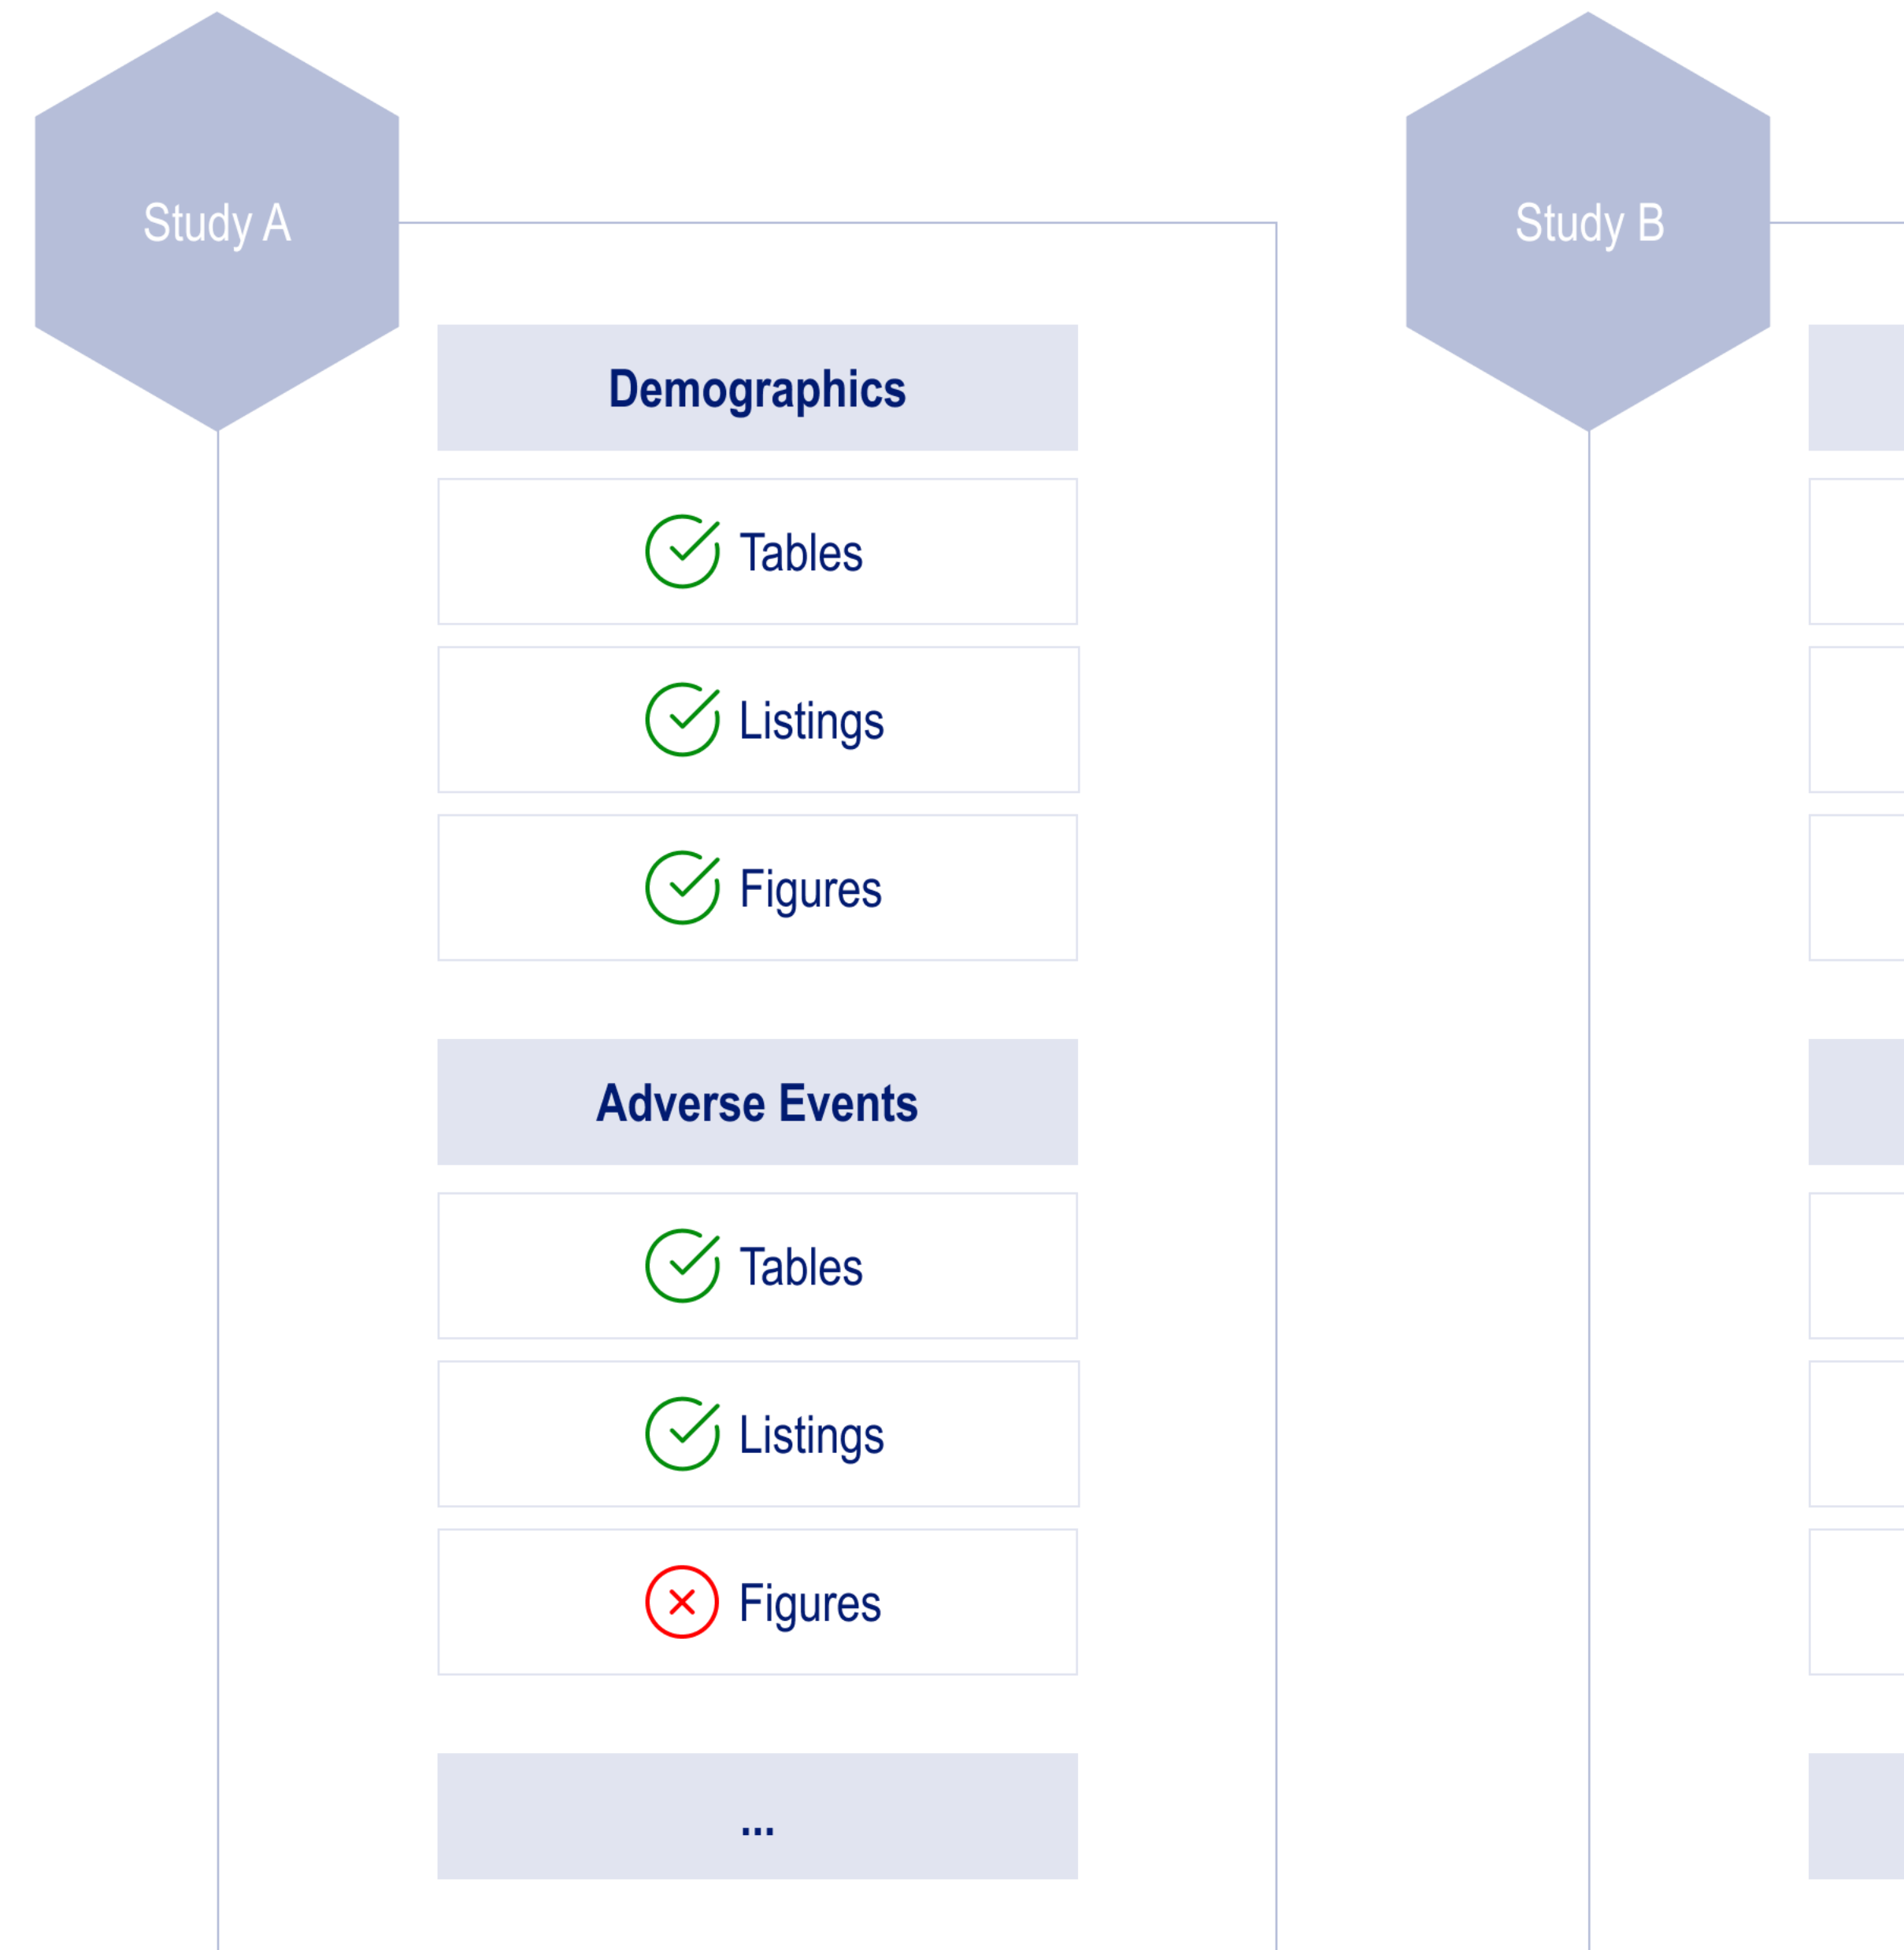 Study A
Demographics
Tables
Listings
Figures
Adverse Events
Tables
Listings
Figures
...
Study B